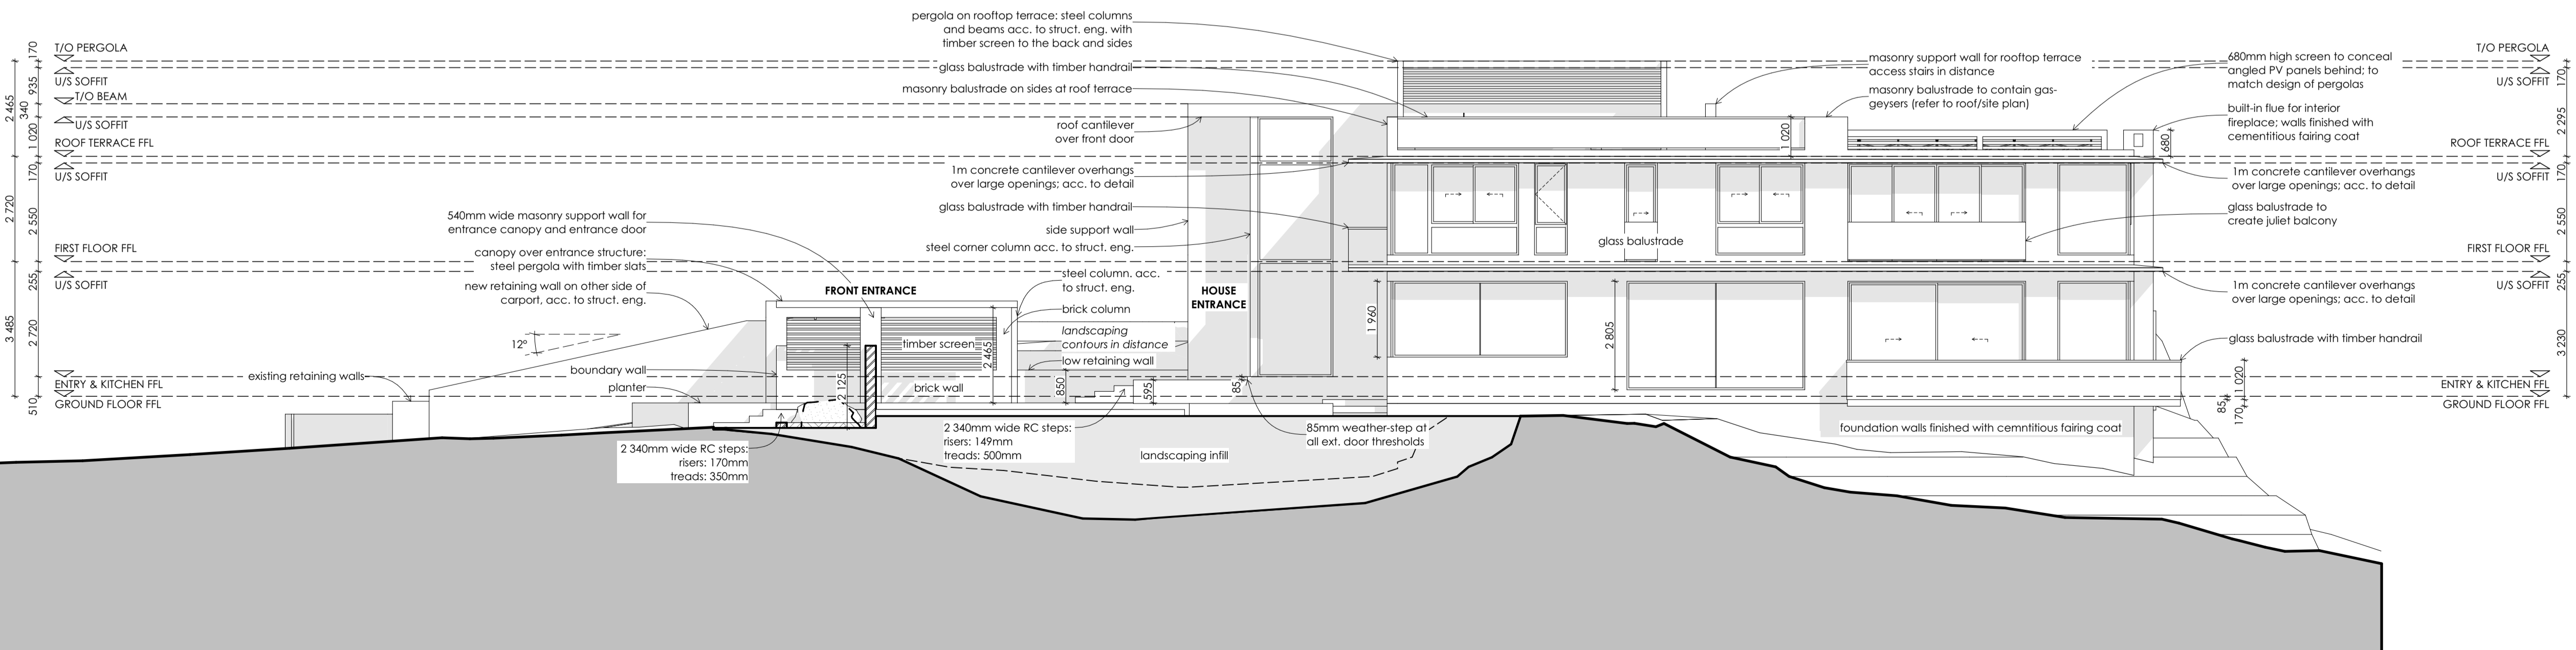 T/O PERGOLA
U/S SOFFIT
T/O BEAM
U/S SOFFIT
ROOF TERRACE FFL
U/S SOFFIT
FIRST FLOOR FFL
U/S SOFFIT
ENTRY & KITCHEN FFL
GROUND FLOOR FFL
170
935
340
1 020
170
2 550
255
2 720
510
2 465
2 720
3 485
pergola on rooftop terrace: steel columns
and beams acc. to struct. eng. with
timber screen to the back and sides
glass balustrade with timber handrail
masonry balustrade on sides at roof terrace
roof cantilever
over front door
1m concrete cantilever overhangs
over large openings; acc. to detail
glass balustrade with timber handrail
side support wall
steel corner column acc. to struct. eng.
540mm wide masonry support wall for
entrance canopy and entrance door
canopy over entrance structure:
steel pergola with timber slats
new retaining wall on other side of
carport, acc. to struct. eng.
12°
existing retaining walls
boundary wall
planter
FRONT ENTRANCE
timber screen
brick wall
2 125
2 465
steel column. acc.
to struct. eng.
brick column
landscaping
contours in distance
low retaining wall
850
595
85
HOUSE
ENTRANCE
2 340mm wide RC steps:
risers: 170mm
treads: 350mm
2 340mm wide RC steps:
risers: 149mm
treads: 500mm
landscaping infill
85mm weather-step at
all ext. door thresholds
1 960
2 805
glass balustrade
1 020
680
masonry support wall for rooftop terrace
access stairs in distance
masonry balustrade to contain gas-
geysers (refer to roof/site plan)
680mm high screen to conceal
angled PV panels behind; to
match design of pergolas
built-in flue for interior
fireplace; walls finished with
cementitious fairing coat
1m concrete cantilever overhangs
over large openings; acc. to detail
glass balustrade to
create juliet balcony
1m concrete cantilever overhangs
over large openings; acc. to detail
glass balustrade with timber handrail
1 020
85
170
foundation walls finished with cemntitious fairing coat
T/O PERGOLA
U/S SOFFIT
ROOF TERRACE FFL
U/S SOFFIT
FIRST FLOOR FFL
U/S SOFFIT
ENTRY & KITCHEN FFL
GROUND FLOOR FFL
170
2 295
170
2 550
255
3 230